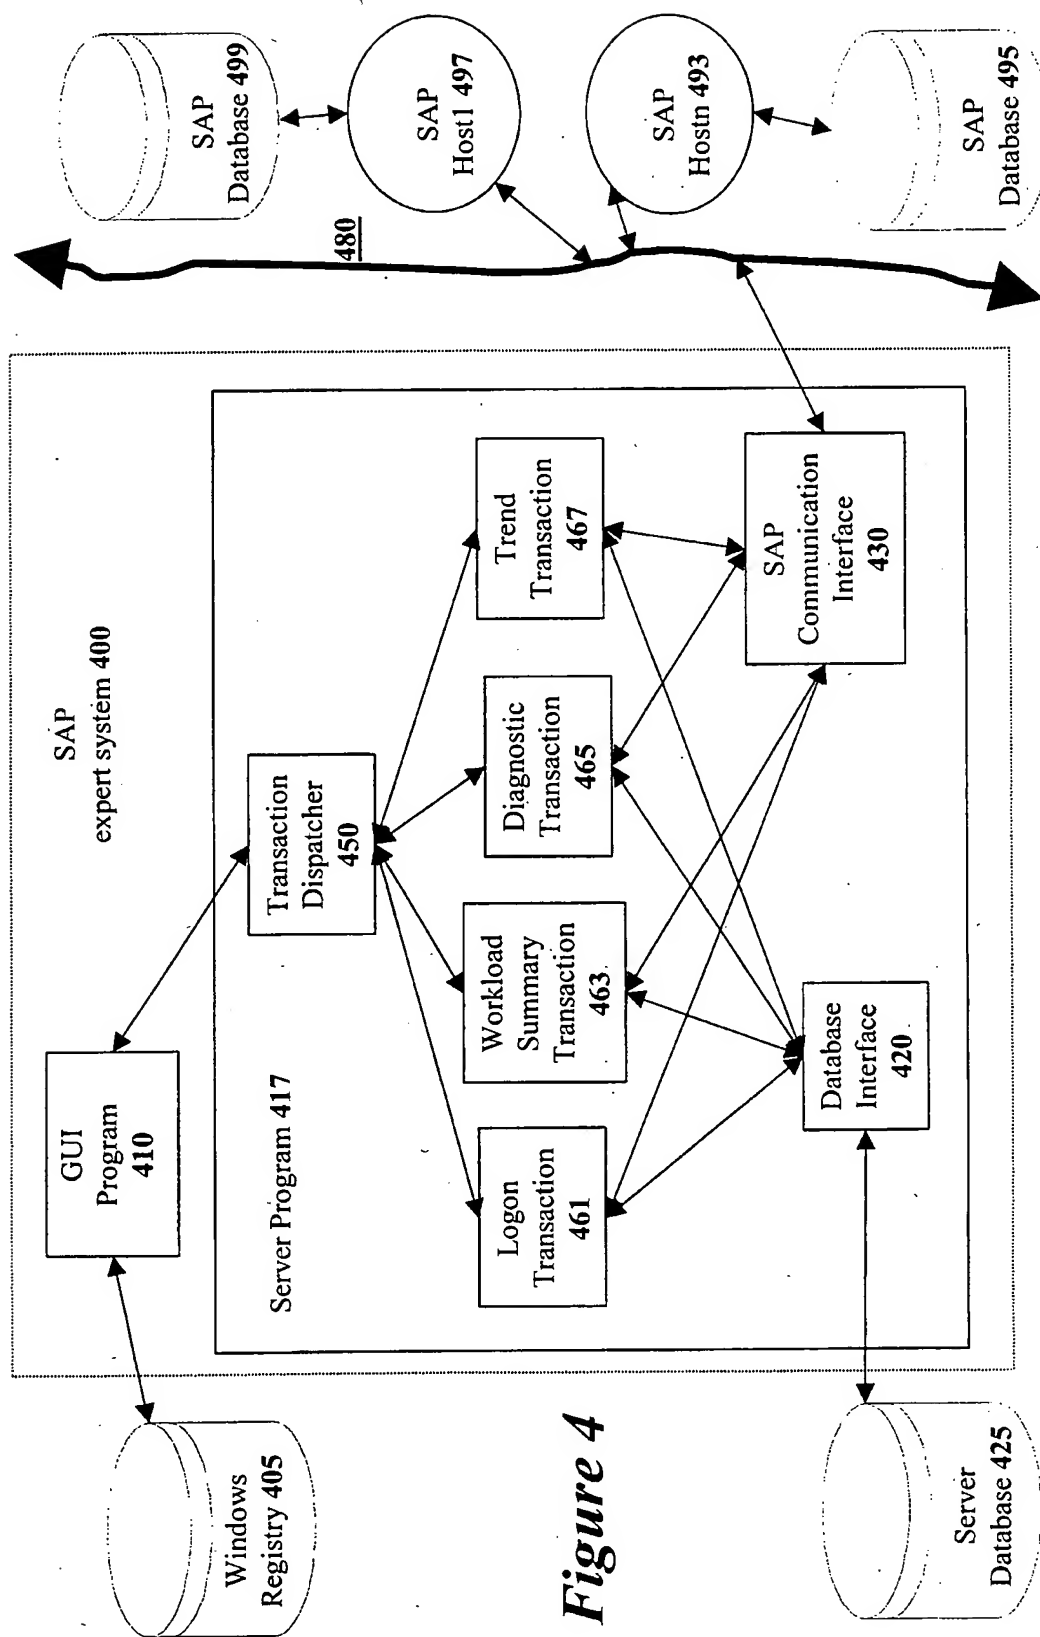 SAP
expert system 400
GUI
Program
410
Windows
Registry 405
Server Program 417
Transaction
Dispatcher
450
Logon
Transaction
461
Workload
Summary
Transaction
463
Diagnostic
Transaction
465
Trend
Transaction
467
Database
Interface
420
SAP
Communication
Interface
430
Server
Database 425
480
SAP
Database 499
SAP
Host1 497
SAP
Hostn 493
SAP
Database 495
Figure 4